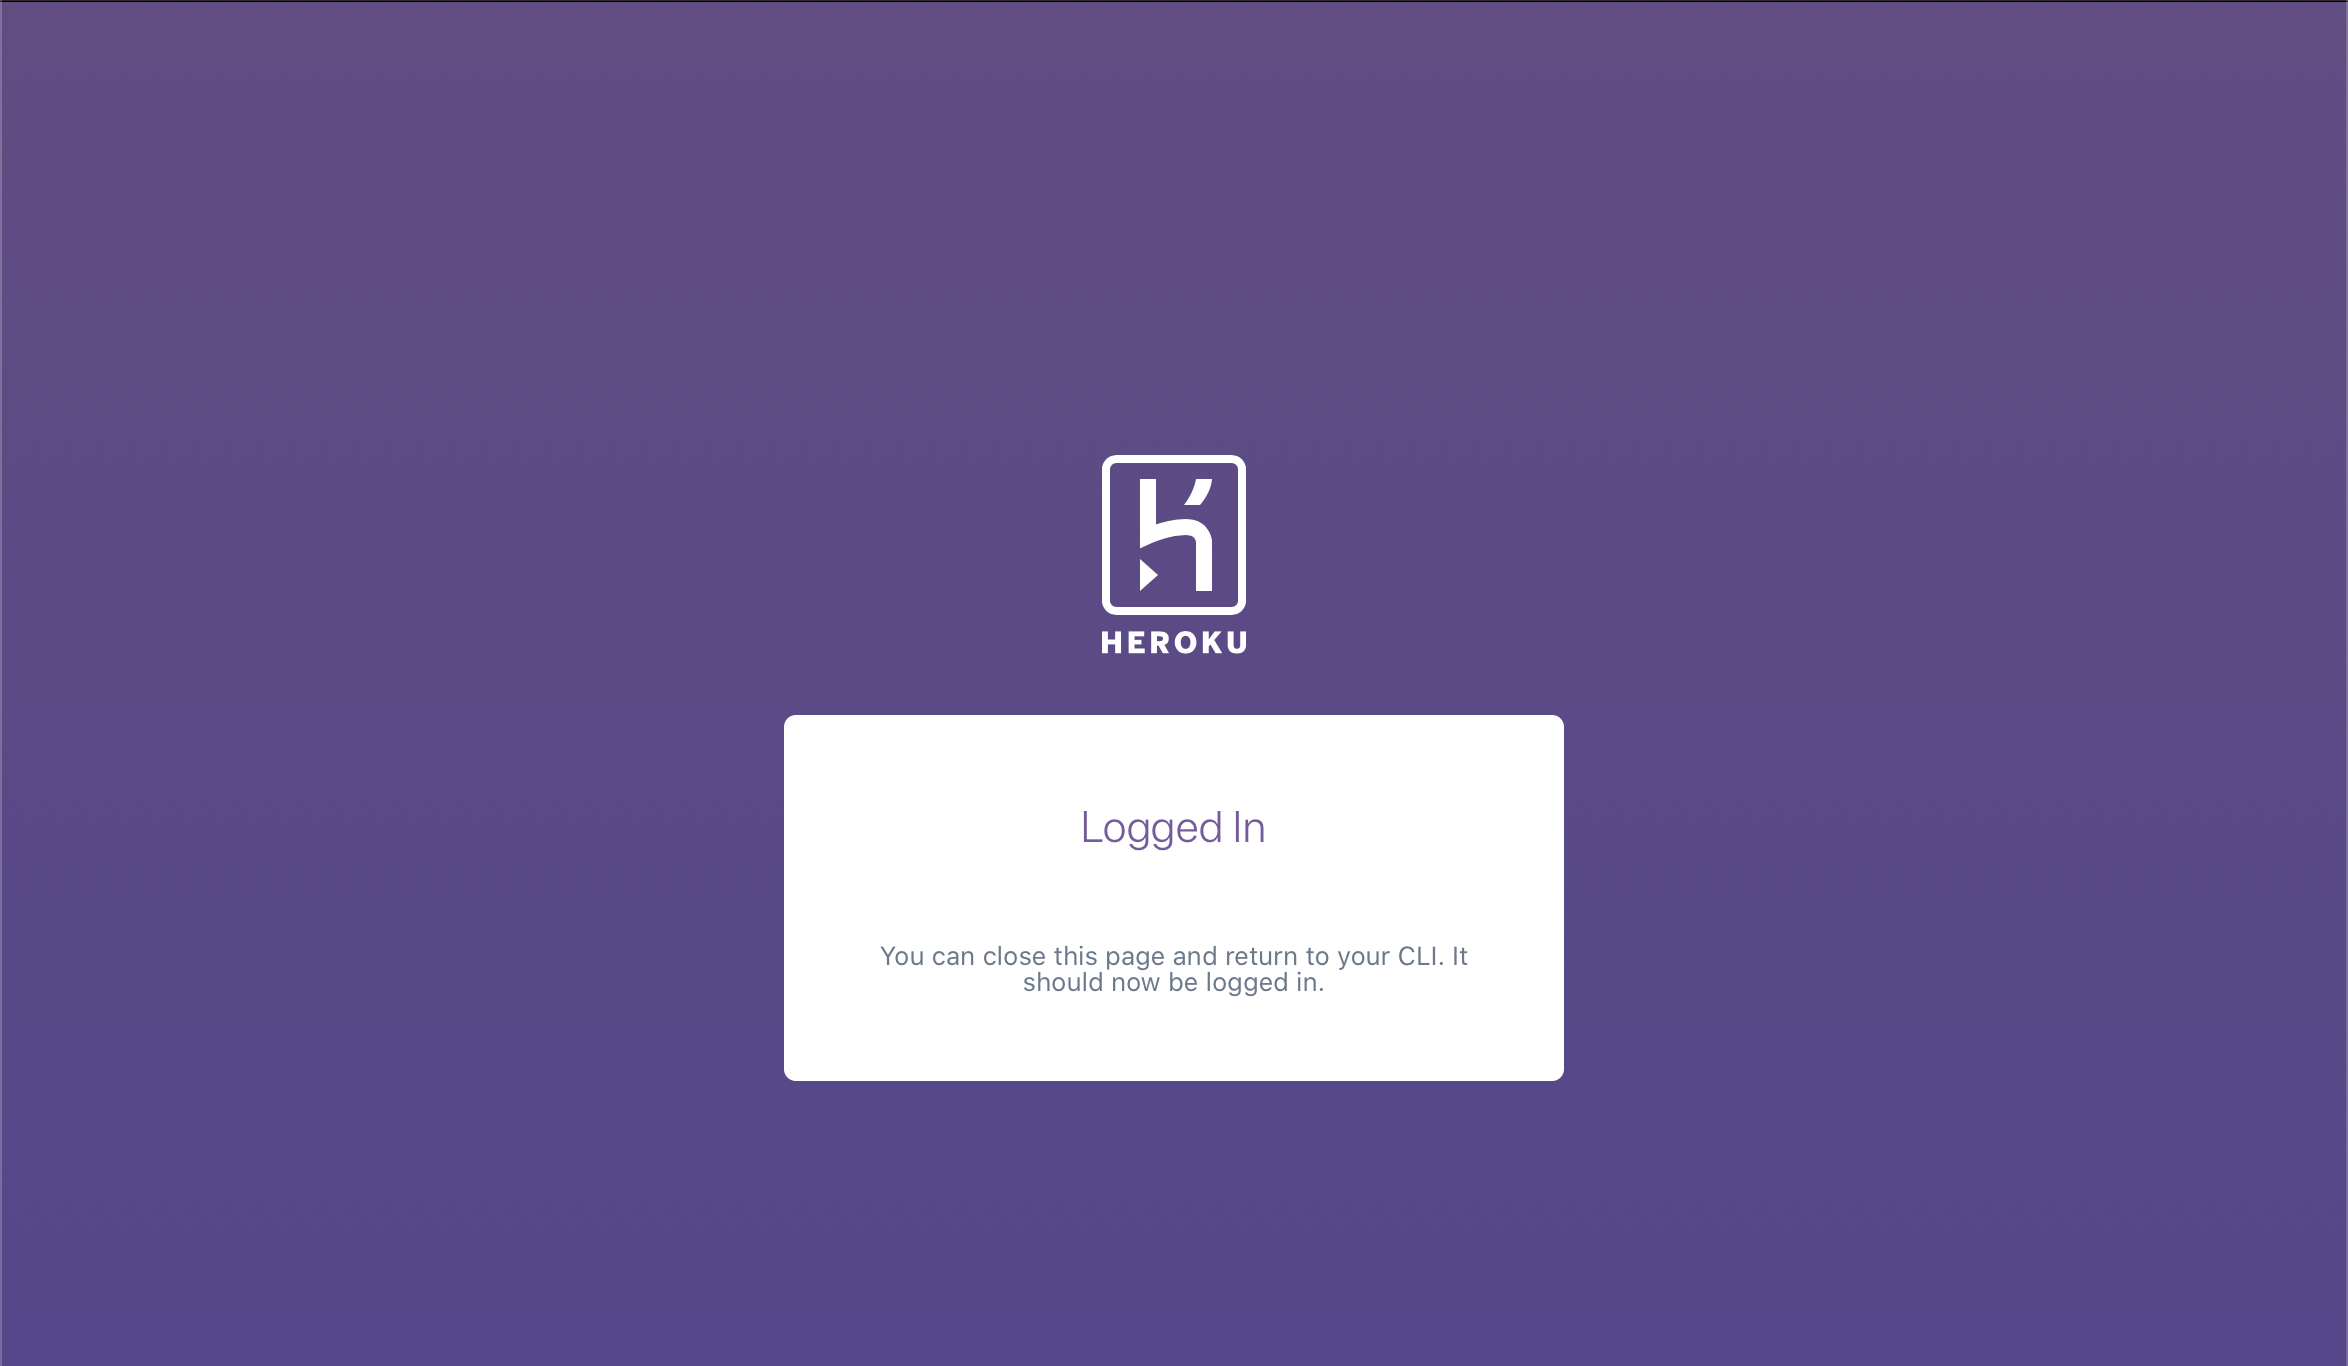 HEROKU
Logged In
You can close this page and return to your CLI. It
should now be logged in.